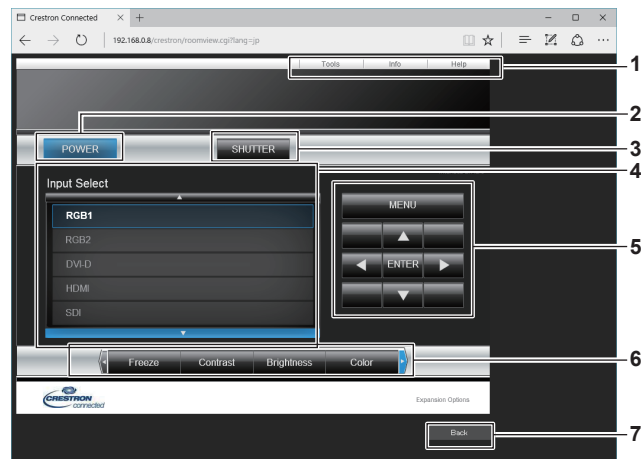 Crestron Connected
192.168.0.8/crestron/roomview.cgi?lang=jp
Tools Info Help
1
2
POWER
SHUTTER
3
4
Input Select
RGB1
RGB2
DVI-D
HDMI
SDI
MENU
ENTER
5
Freeze Contrast Brightness Color
6
CRESTRON
connected
Expansion Options
Back
7